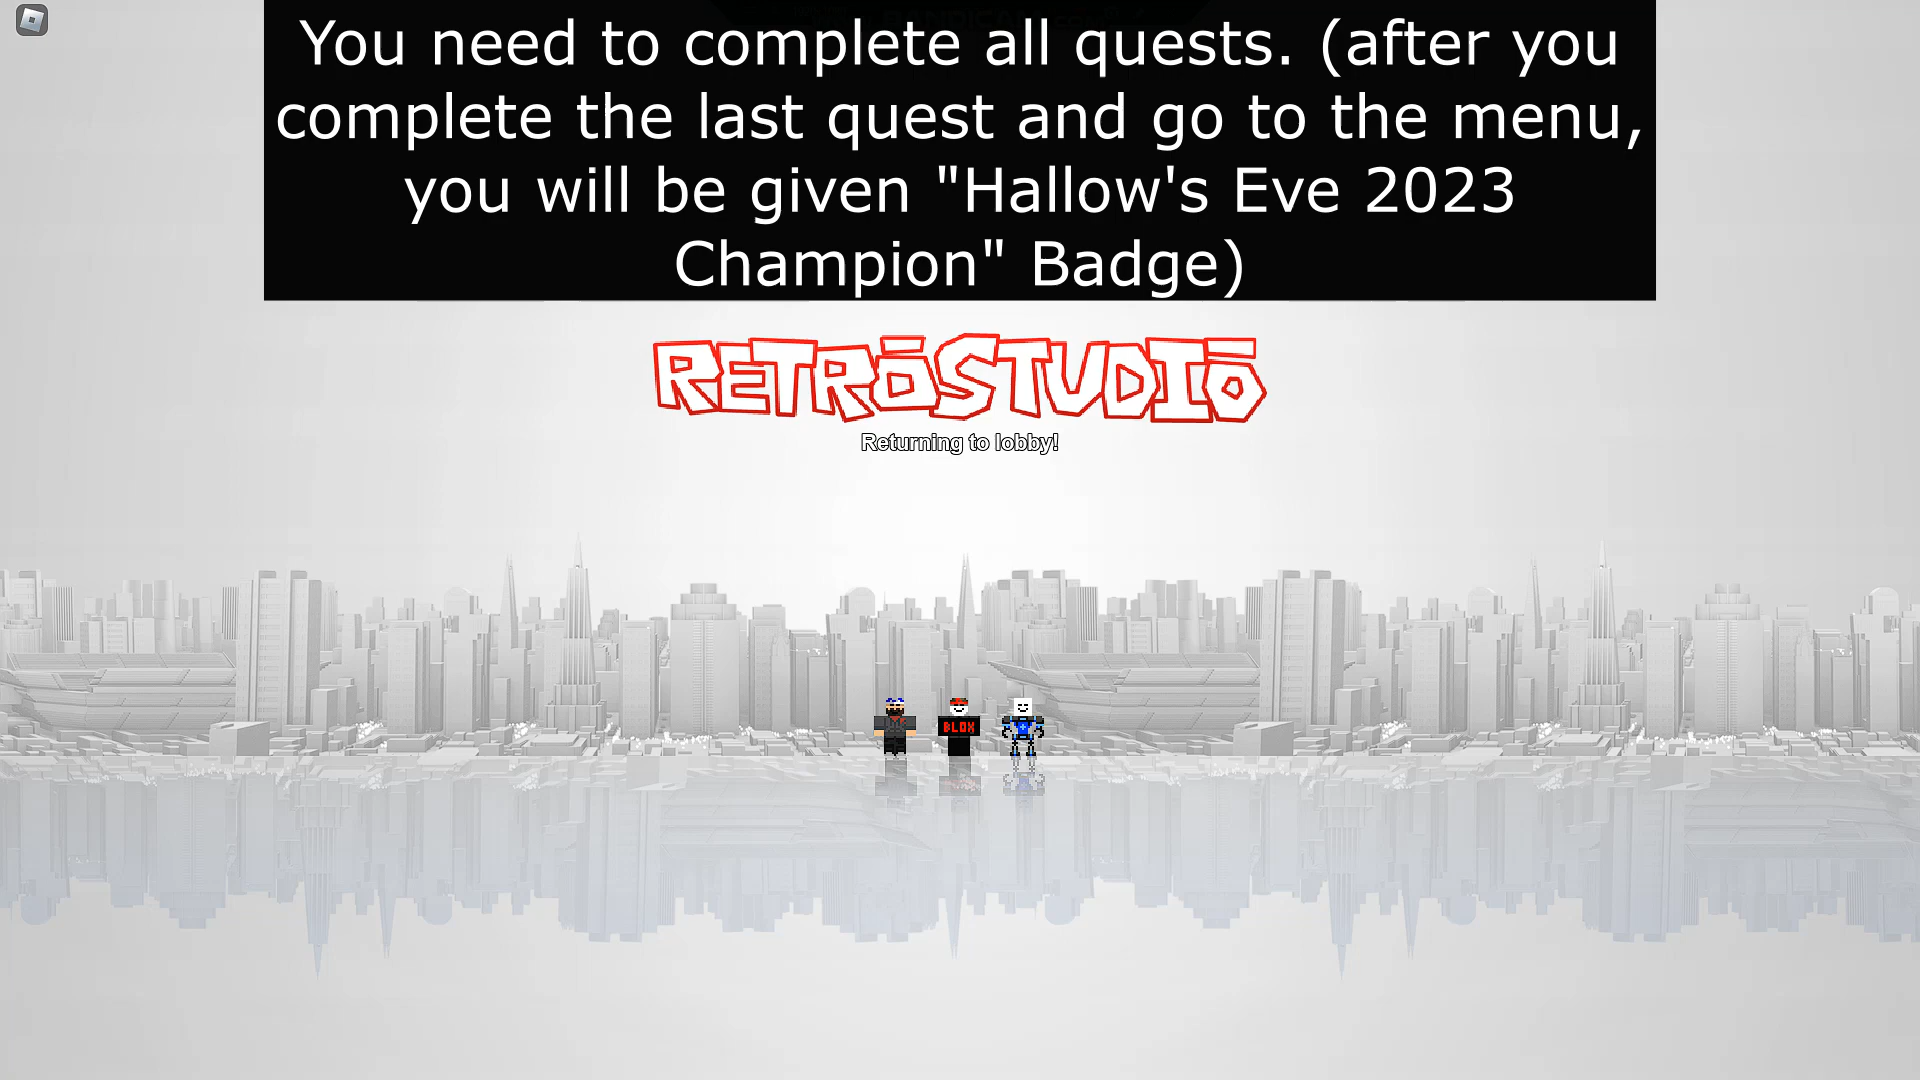 You need to complete all quests. (after you
complete the last quest and go to the menu,
you will be given "Hallow's Eve 2023
Champion" Badge)
RETROSTUDIO
Returning to lobby!
BLOX